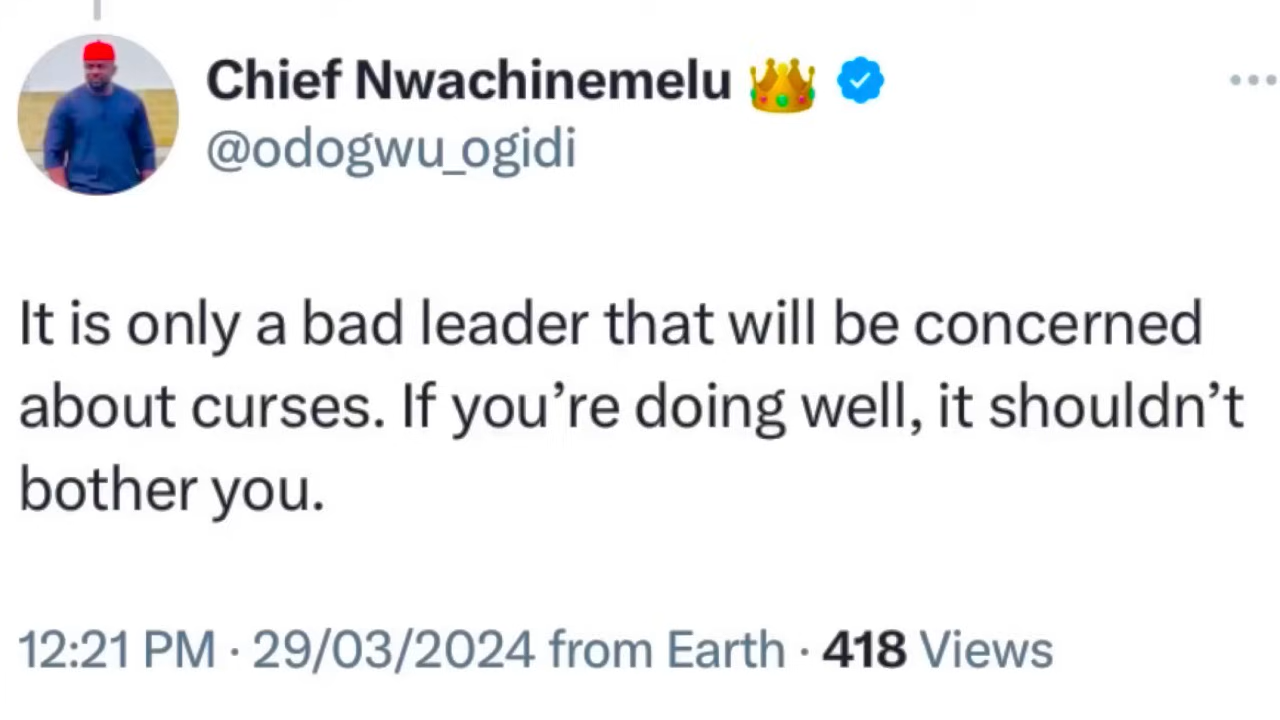 Chief Nwachinemelu 👑
@odogwu_ogidi
It is only a bad leader that will be concerned
about curses. If you’re doing well, it shouldn’t
bother you.
12:21 PM · 29/03/2024 from Earth · 418 Views